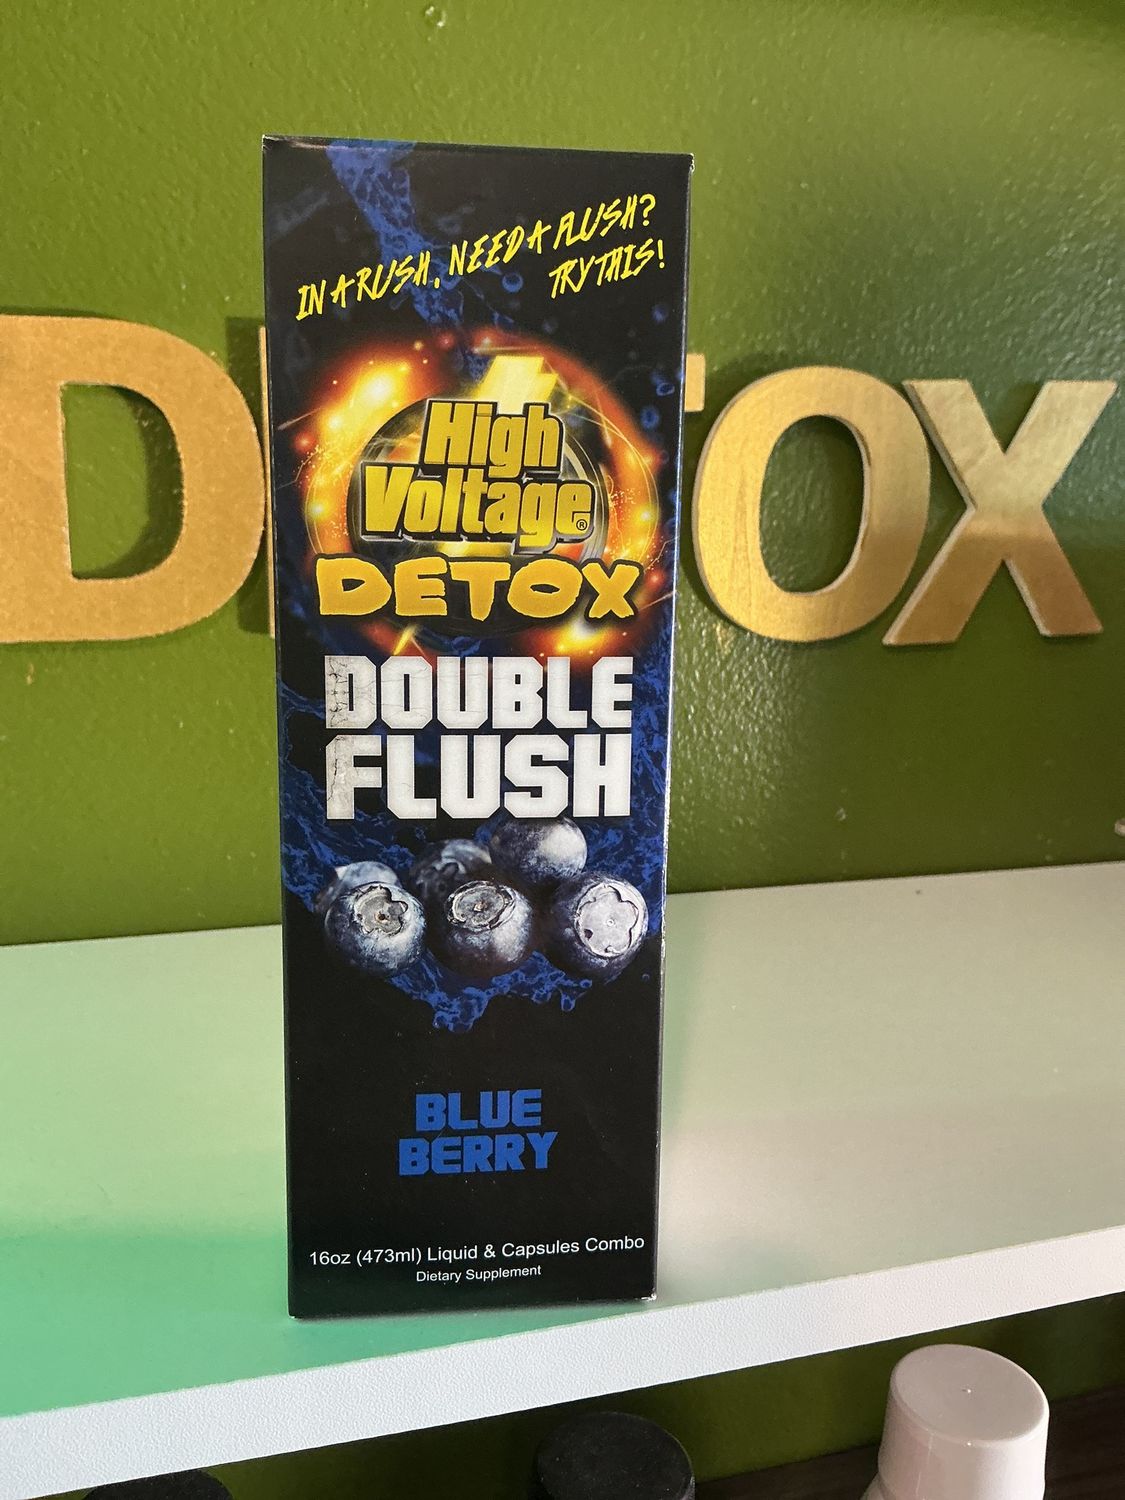 IN A RUSH, NEED A FLUSH?
TRY THIS!
High
Voltage®
DETOX
DOUBLE
FLUSH
BLUE
BERRY
16oz (473ml) Liquid & Capsules Combo
Dietary Supplement
D OX